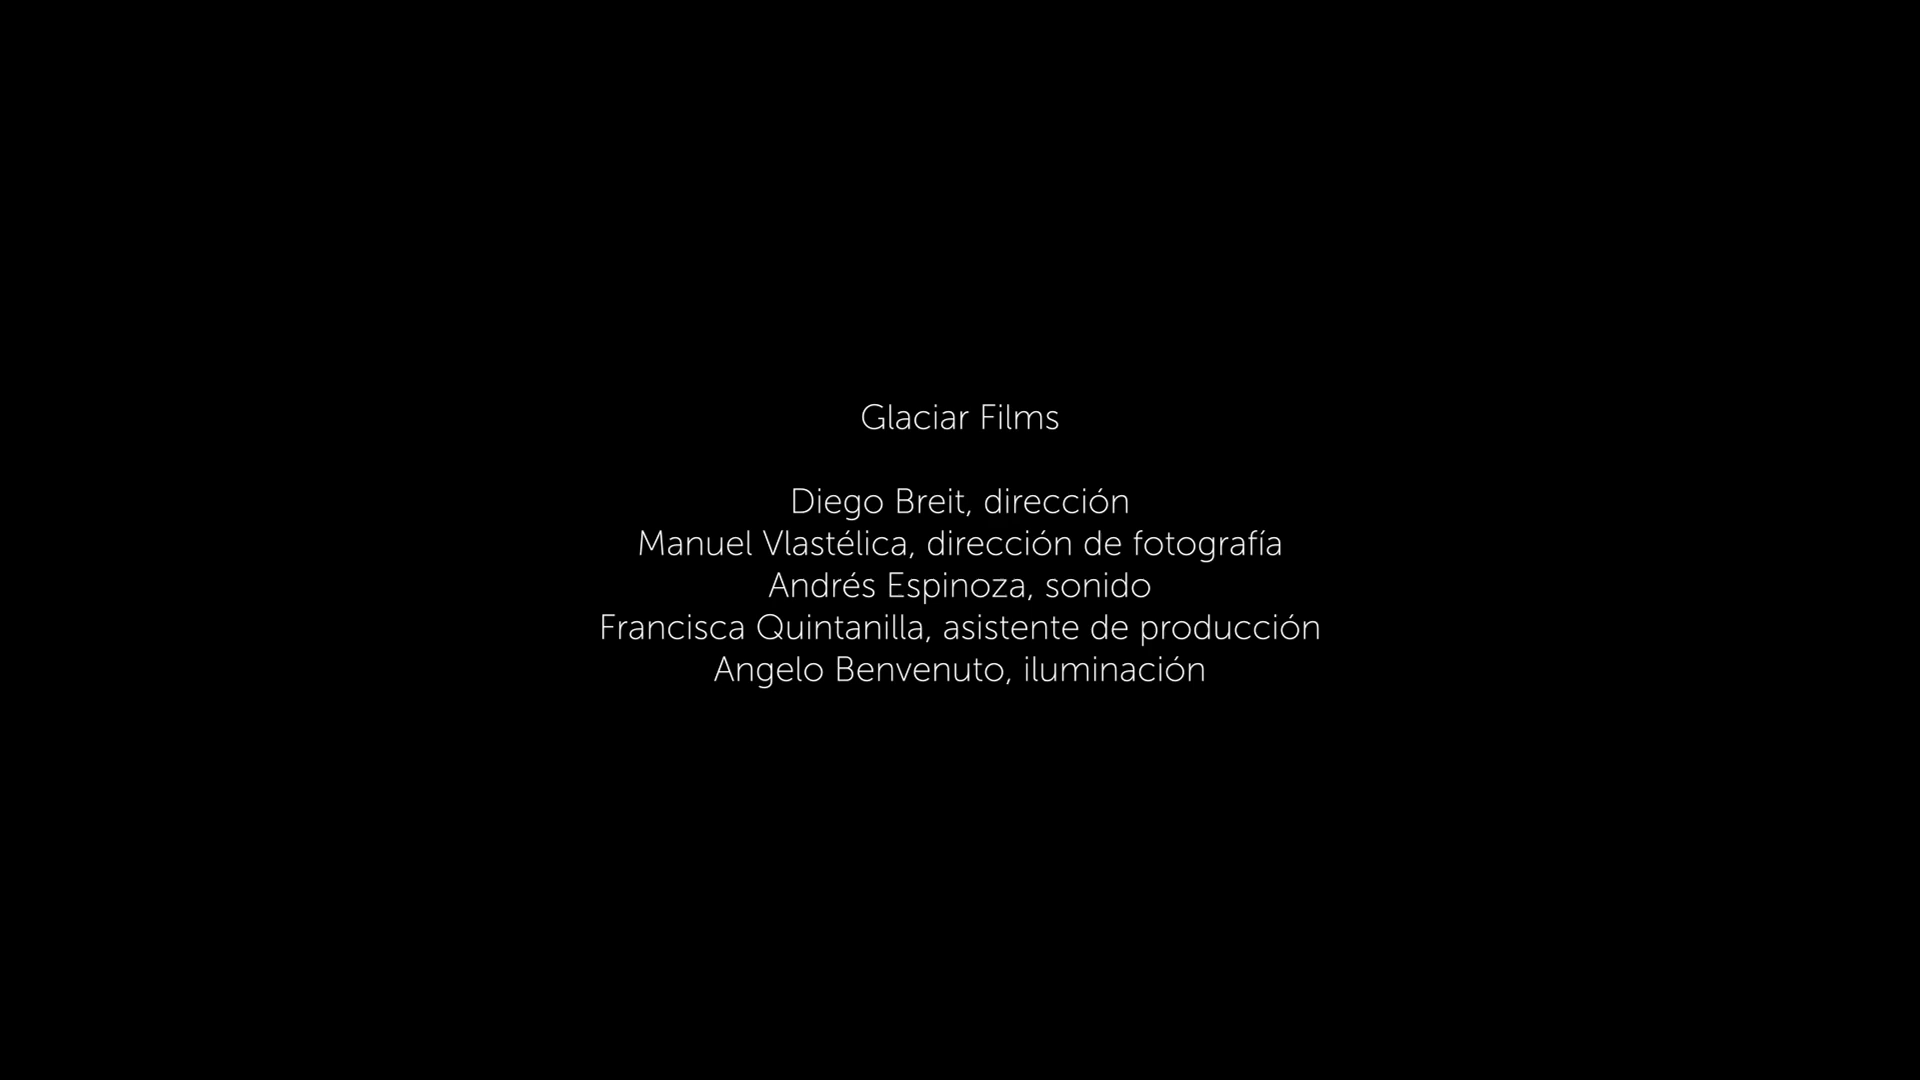 Glaciar Films
Diego Breit, dirección
Manuel Vlastélica, dirección de fotografía
Andrés Espinoza, sonido
Francisca Quintanilla, asistente de producción
Angelo Benvenuto, iluminación